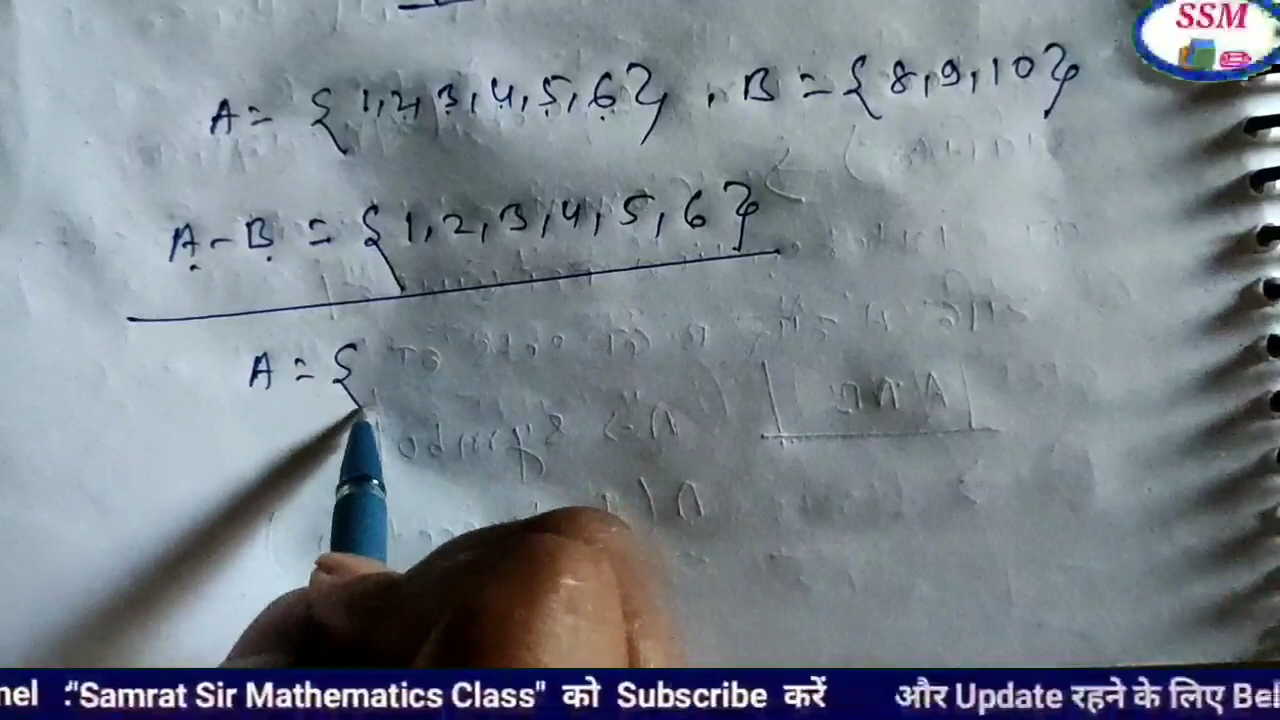 SSM
A = {1,2,3,4,5,6}, B = {8,9,10}
A - B = {1,2,3,4,5,6}
A = {
nel :"Samrat Sir Mathematics Class" को Subscribe करें और Update रहने के लिए Bel